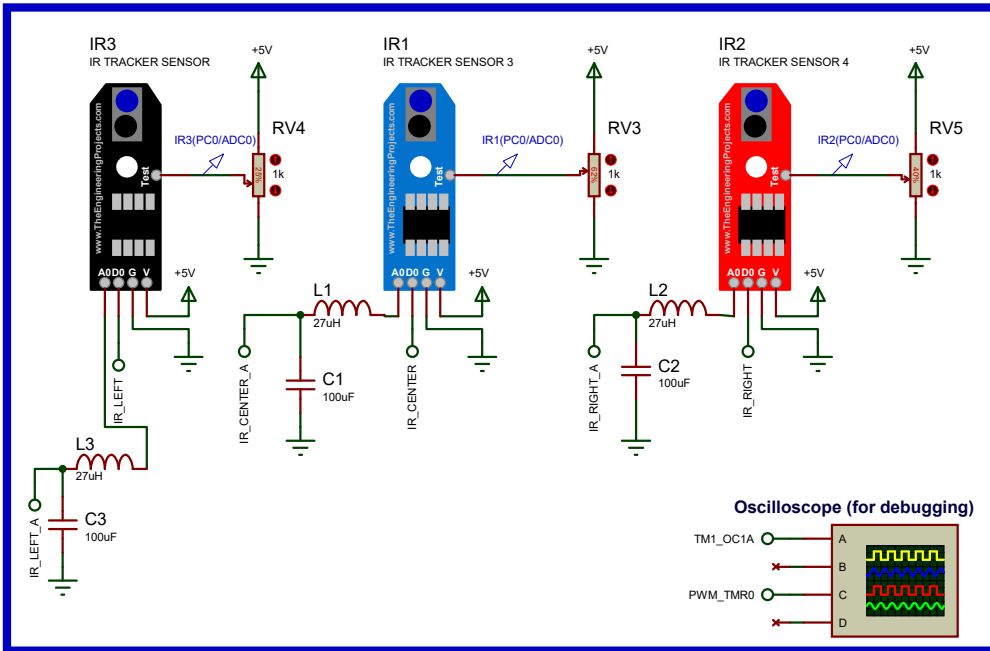 IR3
IR TRACKER SENSOR
+5V
www.TheEngineeringProjects.com
Test
IR3(PC0/ADC0)
RV4
25%
1k
A0 D0 G V
+5V
IR_LEFT
L3
27uH
IR_LEFT_A
C3
100uF
IR1
IR TRACKER SENSOR 3
+5V
www.TheEngineeringProjects.com
Test
IR1(PC0/ADC0)
RV3
62%
1k
A0 D0 G V
+5V
L1
27uH
IR_CENTER_A
C1
100uF
IR_CENTER
IR2
IR TRACKER SENSOR 4
+5V
www.TheEngineeringProjects.com
Test
IR2(PC0/ADC0)
RV5
40%
1k
A0 D0 G V
+5V
L2
27uH
IR_RIGHT_A
C2
100uF
IR_RIGHT
Oscilloscope (for debugging)
TM1_OC1A
A
B
PWM_TMR0
C
D